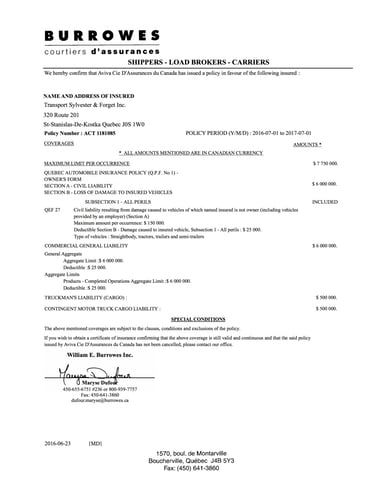 BURROWES
courtiers d'assurances
SHIPPERS - LOAD BROKERS - CARRIERS
We hereby confirm that Aviva Cie D'Assurances du Canada has issued a policy in favour of the following insured :
NAME AND ADDRESS OF INSURED
Transport Sylvester & Forget Inc.
320 Route 201
St-Stanislas-De-Kostka Quebec J0S 1W0
Policy Number : ACT 1181085 POLICY PERIOD (Y/M/D) : 2016-07-01 to 2017-07-01
COVERAGES AMOUNTS *
* ALL AMOUNTS MENTIONED ARE IN CANADIAN CURRENCY
MAXIMUM LIMIT PER OCCURRENCE $ 7 750 000.
QUEBEC AUTOMOBILE INSURANCE POLICY (Q.P.F. No 1) -
OWNER'S FORM
SECTION A - CIVIL LIABILITY $ 6 000 000.
SECTION B - LOSS OF DAMAGE TO INSURED VEHICLES
SUBSECTION 1 - ALL PERILS INCLUDED
QEF 27 Civil liability resulting from damage caused to vehicles of which named insured is not owner (including vehicles
provided by an employer) (Section A)
Maximum amount per occurrence: $ 150 000.
Deductible Section B - Damage caused to insured vehicle, Subsection 1 - All perils : $ 25 000.
Type of vehicles : Straightbody, tractors, trailers and semi-trailers
COMMERCIAL GENERAL LIABILITY $ 6 000 000.
General Aggregate
Aggregate Limit: $ 6 000 000.
Deductible :$ 25 000.
Aggregate Limits
Products - Completed Operations Aggregate Limit :$ 6 000 000.
Deductible : $ 25 000.
TRUCKMAN'S LIABILITY (CARGO) : $ 500 000.
CONTINGENT MOTOR TRUCK CARGO LIABILITY : $ 500 000.
SPECIAL CONDITIONS
The above mentioned coverages are subject to the clauses, conditions and exclusions of the policy.
If you wish to obtain a certificate of insurance confirming that the above coverage is still valid and continuous and that the said policy
issued by Aviva Cie D'Assurances du Canada has not been cancelled, please contact our office.
William E. Burrowes Inc.
Maryse Dufour
Maryse Dufour
450-655-6751 #236 or 800-939-7757
Fax: 450-641-3860
dufour.maryse@burrowes.ca
2016-06-23 [MD]
1570, boul. de Montarville
Boucherville, Québec J4B 5Y3
Fax: (450) 641-3860